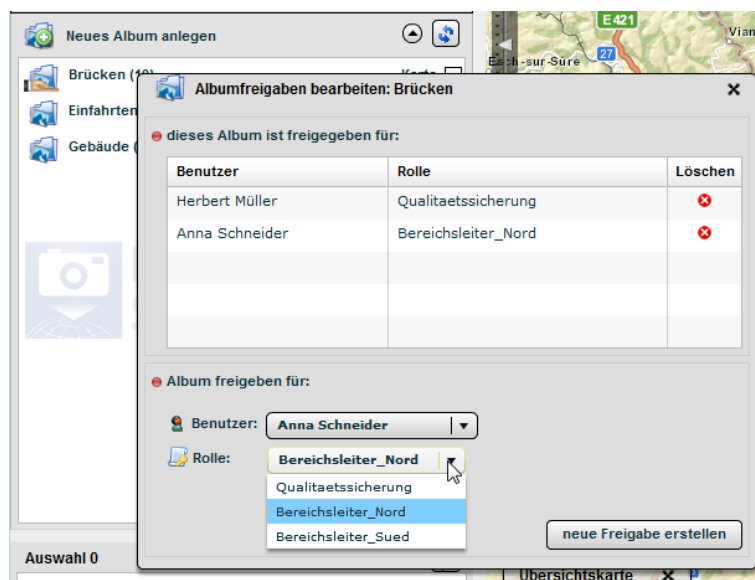 Neues Album anlegen
E421
Vian
27
Esch-sur-Sûre
Brücken (
Albumfreigaben bearbeiten: Brücken
Einfahrten
Gebäude (
dieses Album ist freigegeben für:
Benutzer Rolle Löschen
Herbert Müller Qualitaetssicherung
Anna Schneider Bereichsleiter_Nord
Album freigeben für:
Benutzer: Anna Schneider
Rolle: Bereichsleiter_Nord
Qualitaetssicherung
Bereichsleiter_Nord
Bereichsleiter_Sued
neue Freigabe erstellen
Auswahl 0
Übersichtskarte